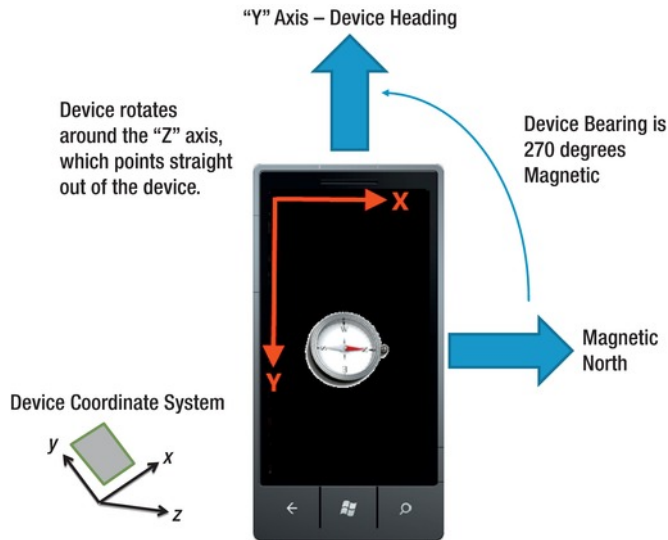 “Y” Axis – Device Heading
Device rotates
around the “Z” axis,
which points straight
out of the device.
Device Bearing is
270 degrees
Magnetic
X
Y
W
Magnetic
North
Device Coordinate System
y
x
z